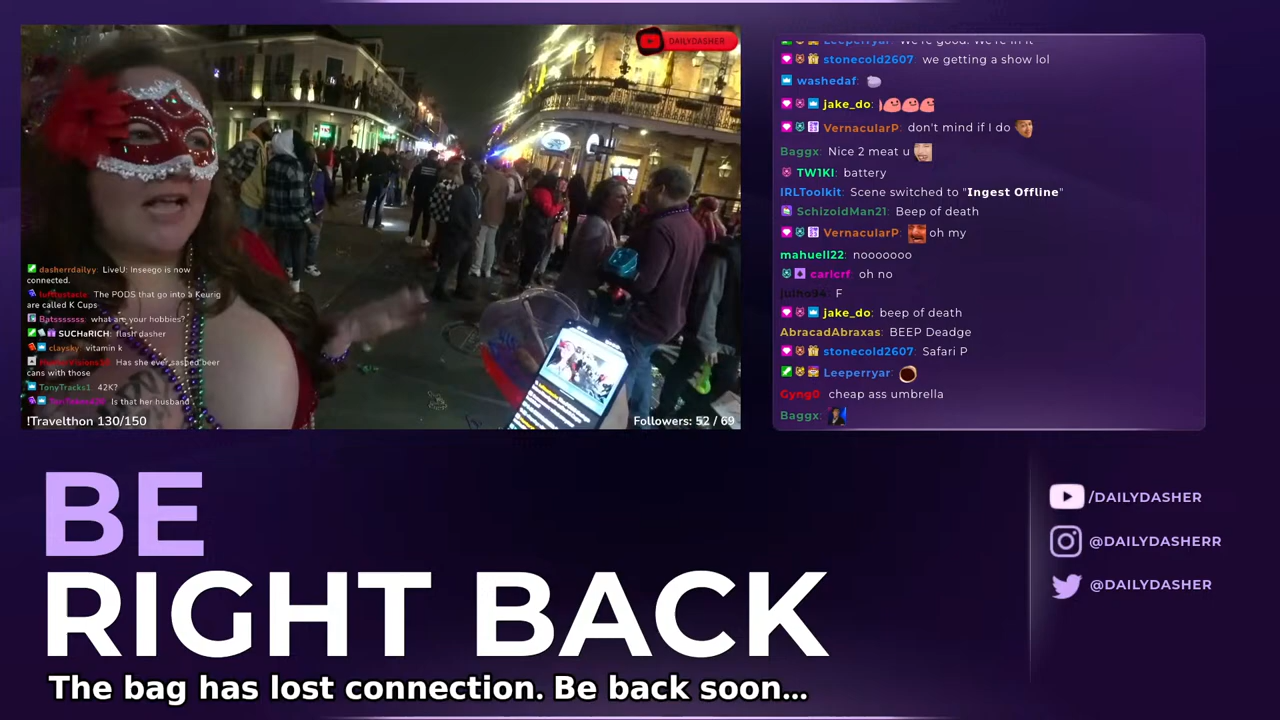 DAILYDASHER
dasherrdailyy: LiveU: Inseego is now
connected.
The PODS that go into a Keurig
are called K Cups
Batsssssss: what are your hobbies?
SUCHaRICH: flash dasher
claysky: vitamin k
Has she ever sashed beer
cans with those
TonyTracks1: 42K?
Is that her husband
!Travelthon 130/150
Followers: 52 / 69
Leeperryar: We're good. We're in it
stonecold2607: we getting a show lol
washedaf:
jake_do:
VernacularP: don't mind if I do
Baggx: Nice 2 meat u
TW1KI: battery
IRLToolkit: Scene switched to "Ingest Offline"
SchizoidMan21: Beep of death
VernacularP: oh my
mahuell22: nooooooo
carlcrf oh no
julho94: F
jake_do: beep of death
AbracadAbraxas: BEEP Deadge
stonecold2607: Safari P
Leeperryar:
Gyng0: cheap ass umbrella
Baggx:
BE
RIGHT BACK
The bag has lost connection. Be back soon...
/DAILYDASHER
@DAILYDASHERR
@DAILYDASHER